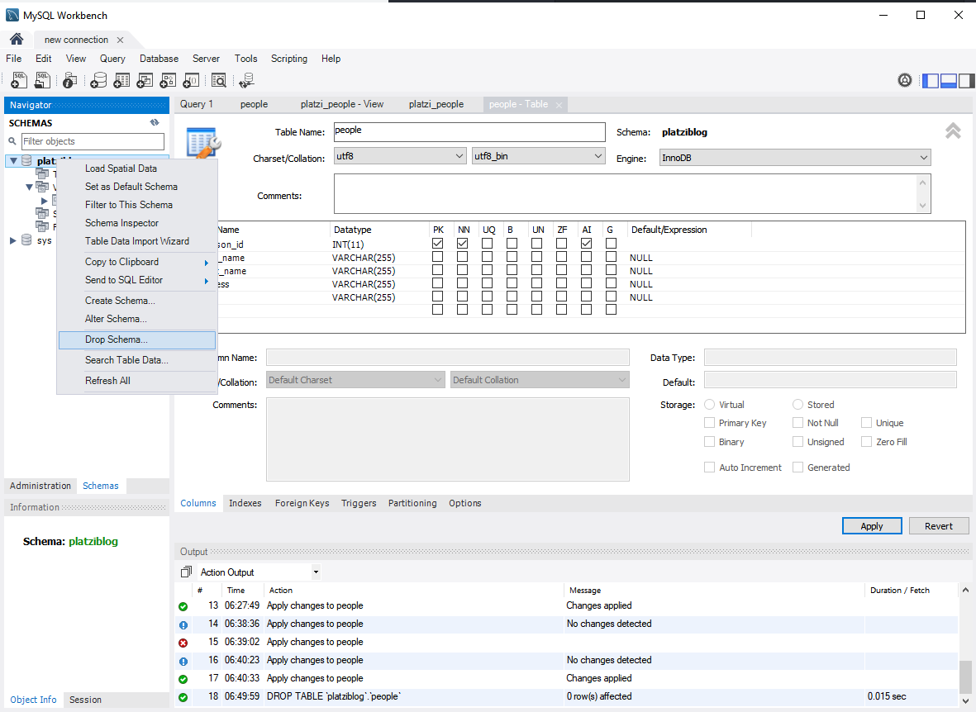 MySQL Workbench
new connection
File Edit View Query Database Server Tools Scripting Help
Navigator
SCHEMAS
Filter objects
sys
Load Spatial Data
Set as Default Schema
Filter to This Schema
Schema Inspector
Table Data Import Wizard
Copy to Clipboard
Send to SQL Editor
Create Schema...
Alter Schema...
Drop Schema...
Search Table Data...
Refresh All
Administration Schemas
Information
Schema: platziblog
Object Info Session
Query 1 people platzi_people - View platzi_people people - Table
Table Name: people Schema: platziblog
Charset/Collation: utf8 utf8_bin Engine: InnoDB
Comments:
Name Datatype PK NN UQ B UN ZF AI G Default/Expression
son_id INT(11)
_name VARCHAR(255) NULL
t_name VARCHAR(255) NULL
ess VARCHAR(255) NULL
VARCHAR(255) NULL
mn Name: Data Type:
/Collation: Default Charset Default Collation Default:
Comments: Storage: Virtual Stored
Primary Key Not Null Unique
Binary Unsigned Zero Fill
Auto Increment Generated
Columns Indexes Foreign Keys Triggers Partitioning Options
Apply Revert
Output
Action Output
# Time Action Message Duration / Fetch
13 06:27:49 Apply changes to people Changes applied
14 06:38:36 Apply changes to people No changes detected
15 06:39:02 Apply changes to people
16 06:40:23 Apply changes to people No changes detected
17 06:40:33 Apply changes to people Changes applied
18 06:49:59 DROP TABLE `platziblog`.`people` 0 row(s) affected 0.015 sec